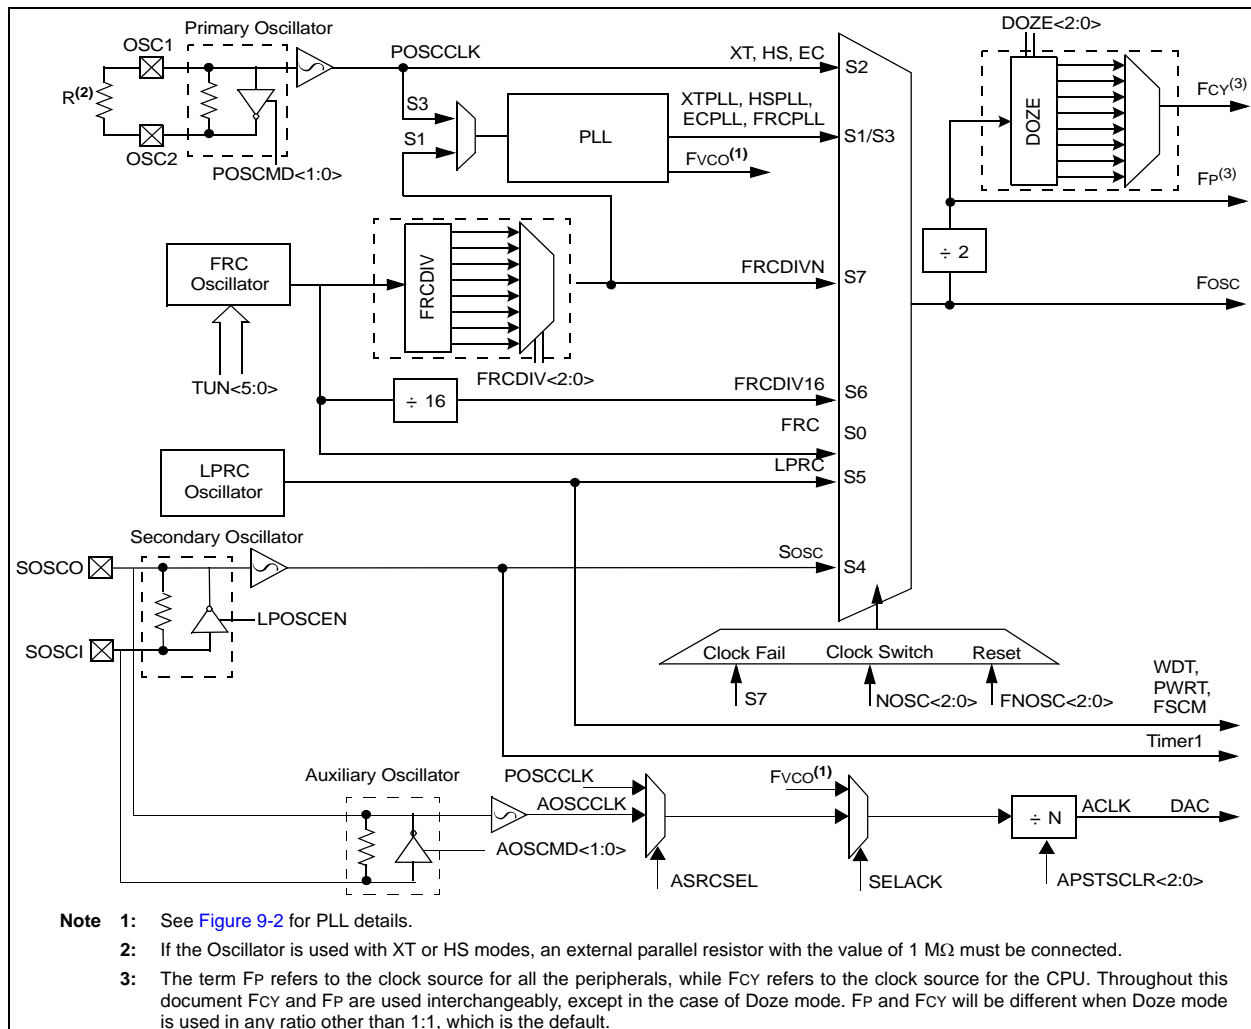 Primary Oscillator
DOZE<2:0>
OSC1
POSCCLK
XT, HS, EC
S2
R(2)
S3
XTPLL, HSPLL,
ECPLL, FRCPLL
PLL
S1/S3
DOZE
FCY(3)
OSC2
S1
FVCO(1)
POSCMD<1:0>
FP(3)
÷ 2
FRC
Oscillator
FRCDIV
FRCDIVN
S7
FOSC
TUN<5:0>
FRCDIV<2:0>
÷ 16
FRCDIV16
S6
FRC
S0
LPRC
Oscillator
LPRC
S5
Secondary Oscillator
SOSCO
SOSC
S4
LPOSCEN
SOSCI
Clock Fail
Clock Switch
Reset
S7
NOSC<2:0>
FNOSC<2:0>
WDT,
PWRT,
FSCM
Timer1
Auxiliary Oscillator
POSCCLK
FVCO(1)
AOSCCLK
÷ N
ACLK
DAC
AOSCMD<1:0>
ASRCSEL
SELACK
APSTSCLR<2:0>
Note 1: See Figure 9-2 for PLL details.
2: If the Oscillator is used with XT or HS modes, an external parallel resistor with the value of 1 MΩ must be connected.
3: The term FP refers to the clock source for all the peripherals, while FCY refers to the clock source for the CPU. Throughout this
document FCY and FP are used interchangeably, except in the case of Doze mode. FP and FCY will be different when Doze mode
is used in any ratio other than 1:1, which is the default.